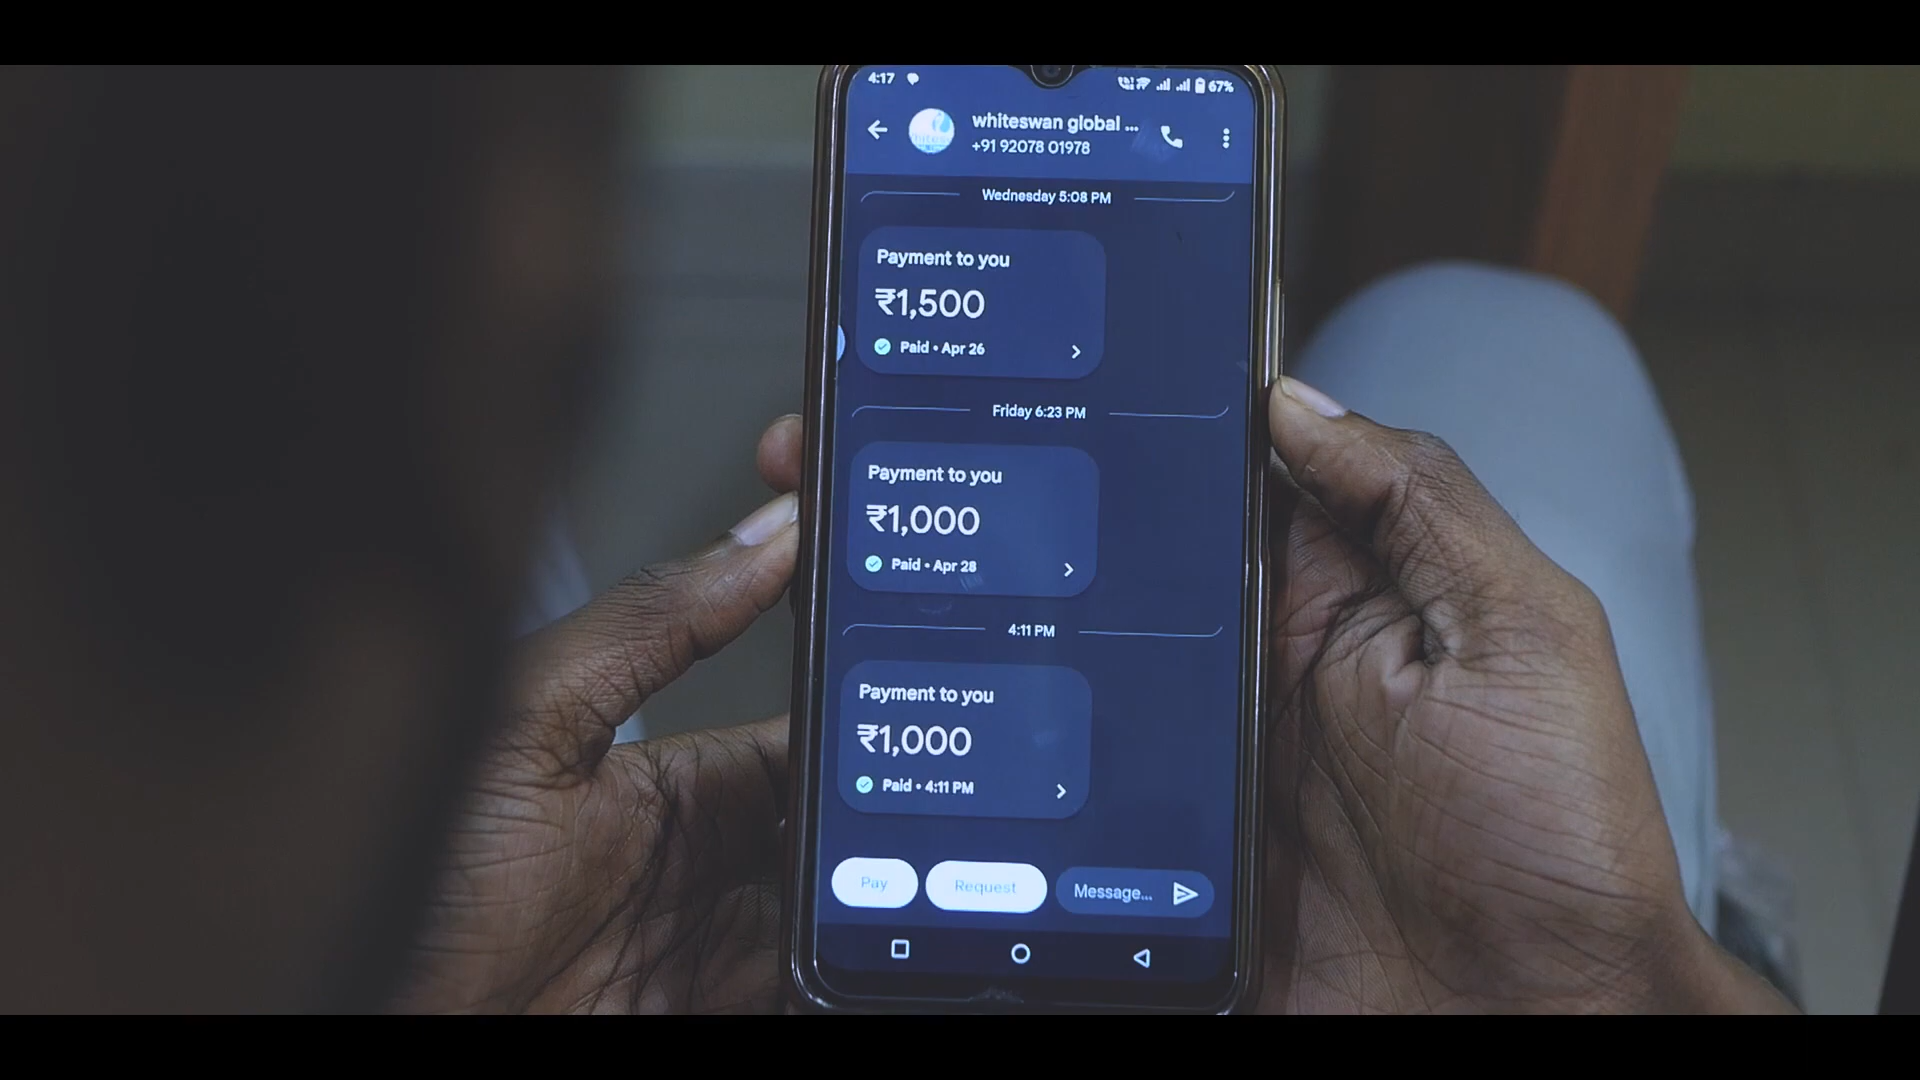 4:17
67%
whiteswan global ...
+91 92078 01978
Wednesday 5:08 PM
Payment to you
₹1,500
Paid • Apr 26
Friday 6:23 PM
Payment to you
₹1,000
Paid • Apr 28
4:11 PM
Payment to you
₹1,000
Paid • 4:11 PM
Pay
Request
Message...